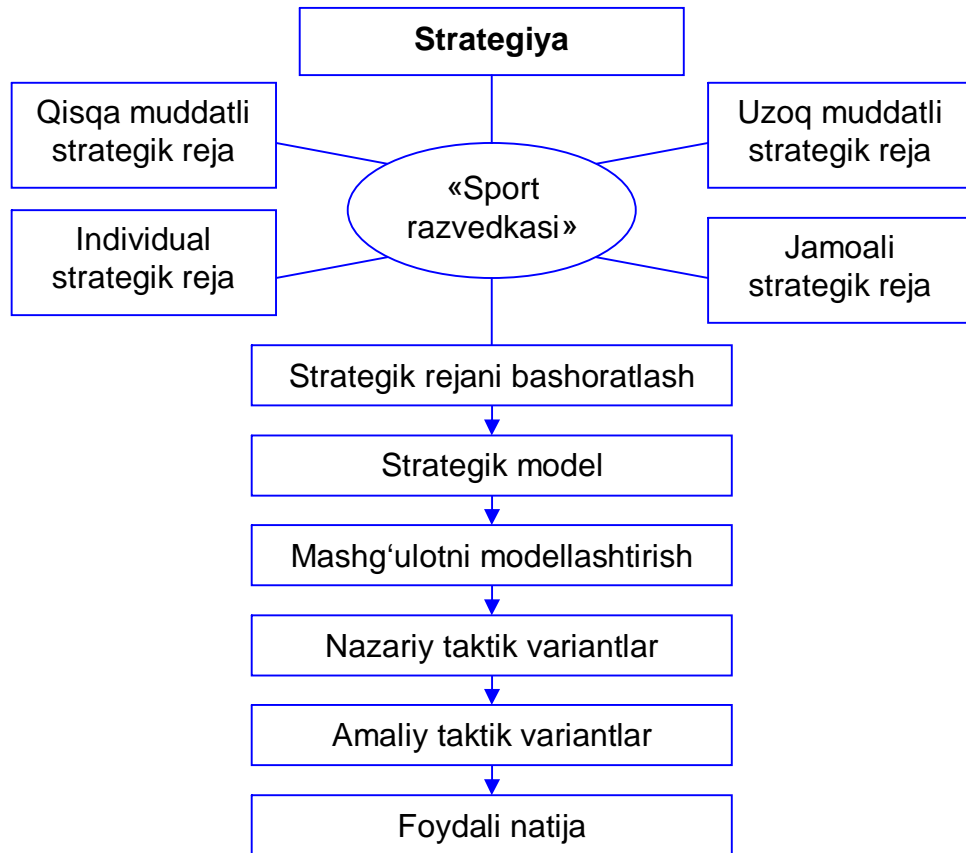 Strategiya
Qisqa muddatli
strategik reja
Uzoq muddatli
strategik reja
«Sport
razvedkasi»
Individual
strategik reja
Jamoali
strategik reja
Strategik rejani bashoratlash
Strategik model
Mashg‘ulotni modellashtirish
Nazariy taktik variantlar
Amaliy taktik variantlar
Foydali natija